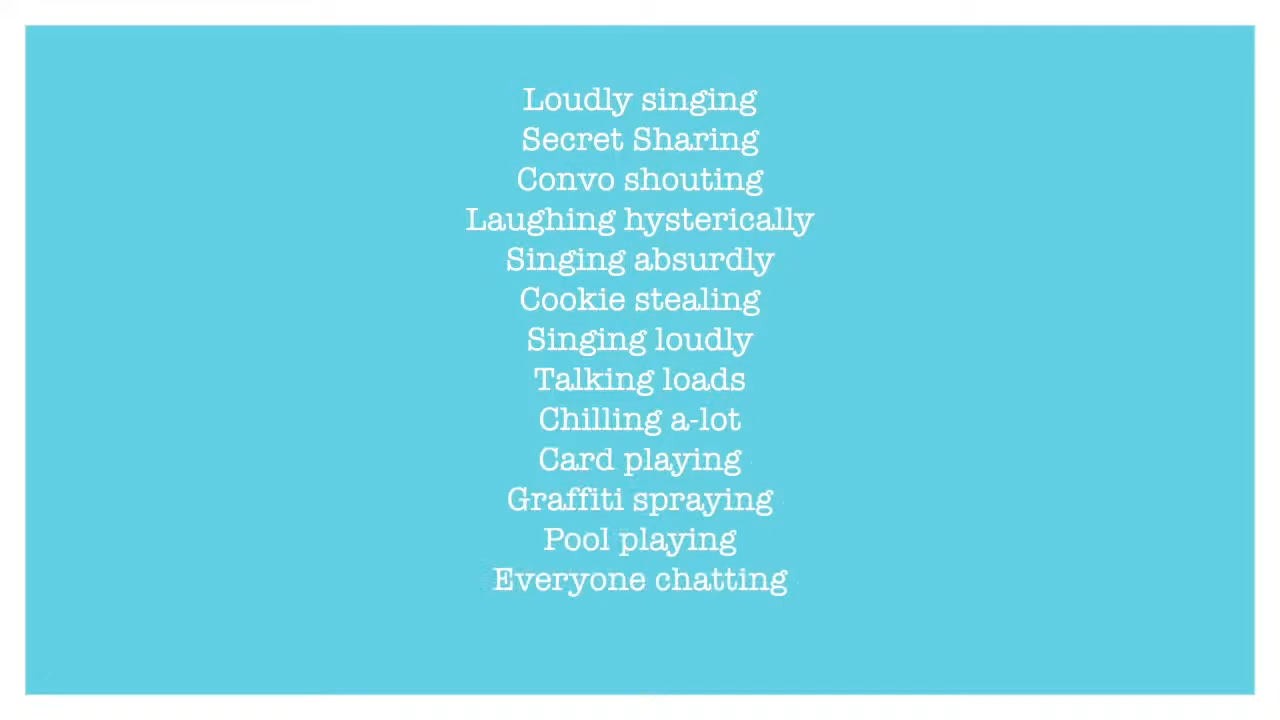 Loudly singing
Secret Sharing
Convo shouting
Laughing hysterically
Singing absurdly
Cookie stealing
Singing loudly
Talking loads
Chilling a-lot
Card playing
Graffiti spraying
Pool playing
Everyone chatting